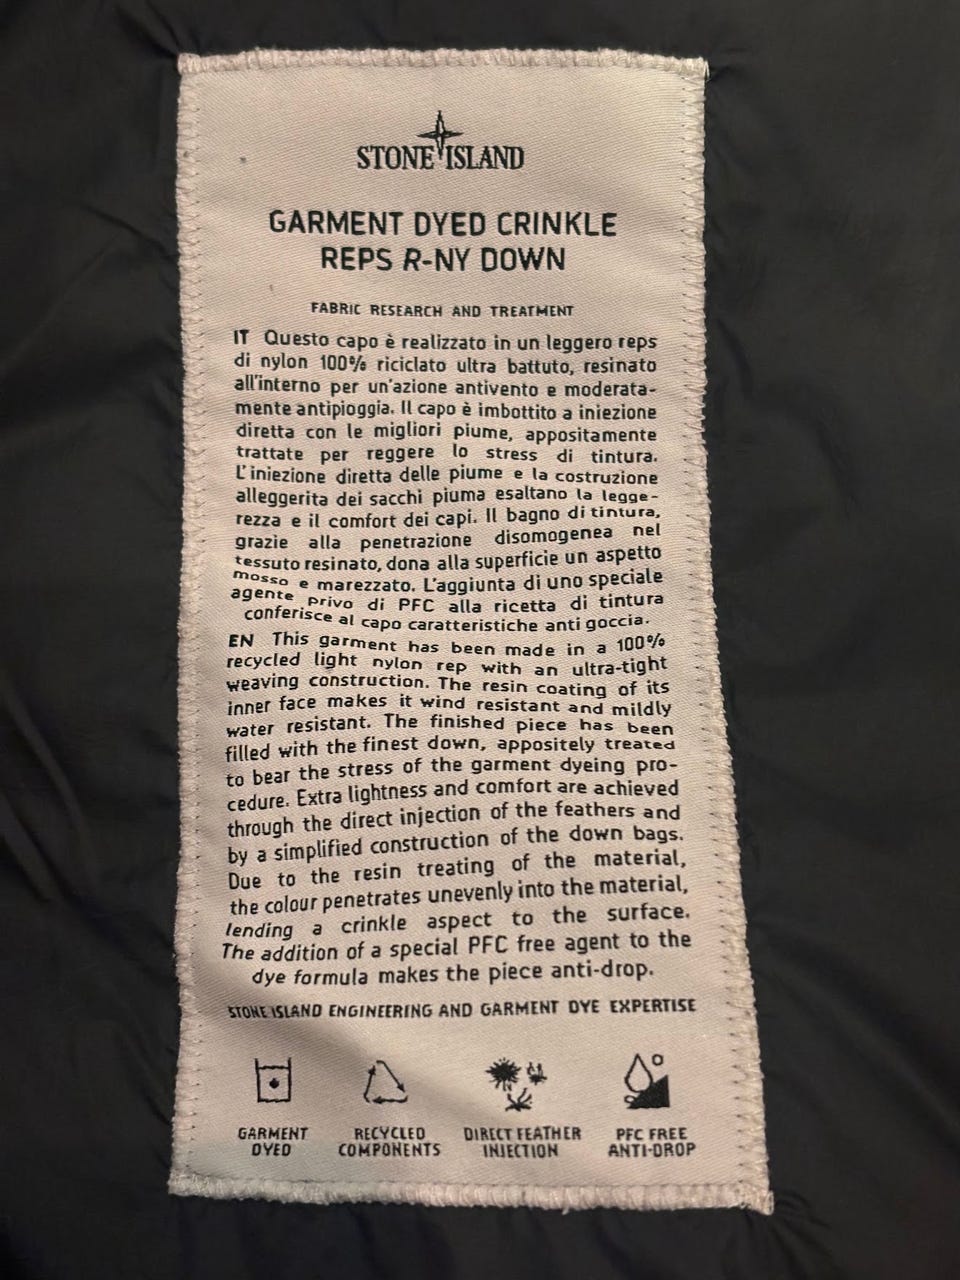 STONE ISLAND
GARMENT DYED CRINKLE
REPS R-NY DOWN
FABRIC RESEARCH AND TREATMENT
IT Questo capo è realizzato in un leggero reps
di nylon 100% riciclato ultra battuto, resinato
all'interno per un'azione antivento e moderata-
mente antipioggia. Il capo è imbottito a iniezione
diretta con le migliori piume, appositamente
trattate per reggere lo stress di tintura.
L'iniezione diretta delle piume e la costruzione
alleggerita dei sacchi piuma esaltano la legge-
rezza e il comfort dei capi. Il bagno di tintura,
grazie alla penetrazione disomogenea nel
tessuto resinato, dona alla superficie un aspetto
mosso e marezzato. L'aggiunta di uno speciale
agente privo di PFC alla ricetta di tintura
conferisce al capo caratteristiche anti goccia.
EN This garment has been made in a 100%
recycled light nylon rep with an ultra-tight
weaving construction. The resin coating of its
inner face makes it wind resistant and mildly
water resistant. The finished piece has been
filled with the finest down, appositely treated
to bear the stress of the garment dyeing pro-
cedure. Extra lightness and comfort are achieved
through the direct injection of the feathers and
by a simplified construction of the down bags.
Due to the resin treating of the material,
the colour penetrates unevenly into the material,
lending a crinkle aspect to the surface.
The addition of a special PFC free agent to the
dye formula makes the piece anti-drop.
STONE ISLAND ENGINEERING AND GARMENT DYE EXPERTISE
GARMENT DYED
RECYCLED COMPONENTS
DIRECT FEATHER INJECTION
PFC FREE ANTI-DROP